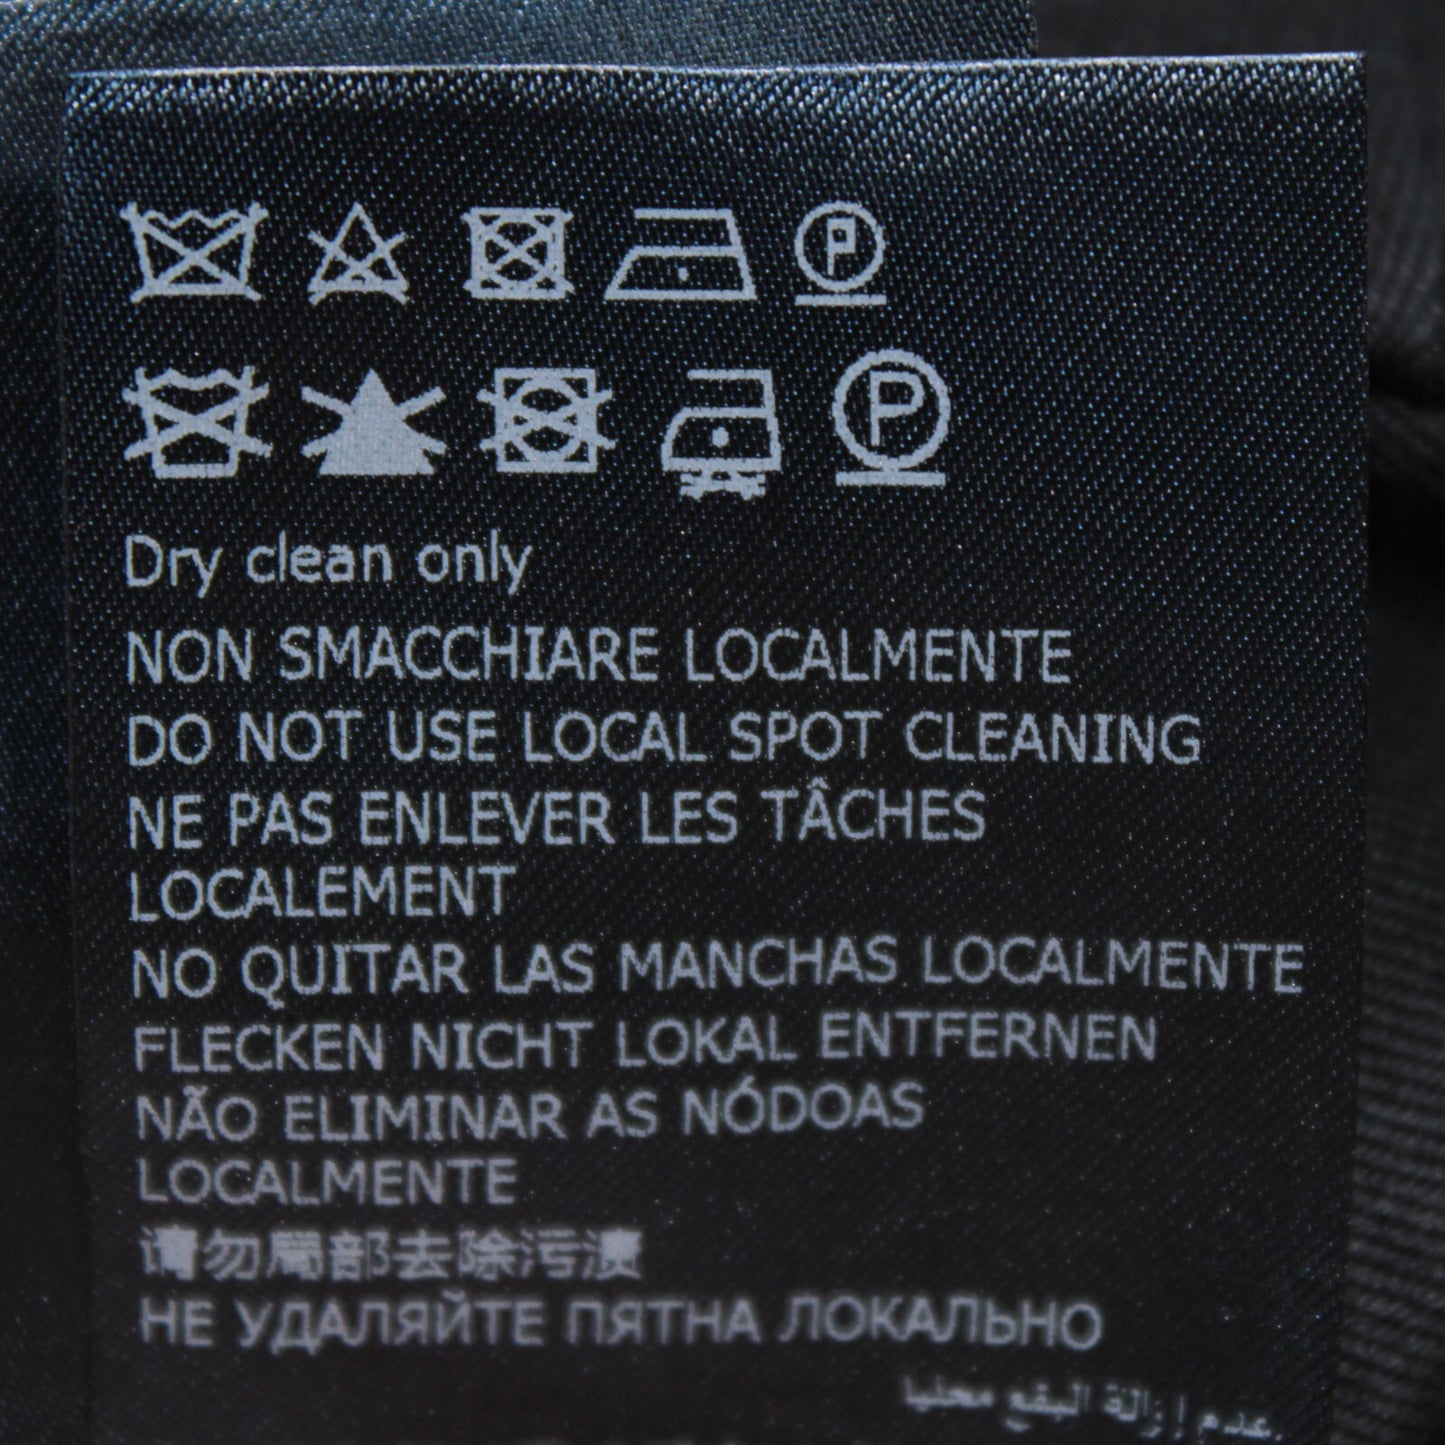 P
P
Dry clean only
NON SMACCHIARE LOCALMENTE
DO NOT USE LOCAL SPOT CLEANING
NE PAS ENLEVER LES TÂCHES
LOCALEMENT
NO QUITAR LAS MANCHAS LOCALMENTE
FLECKEN NICHT LOKAL ENTFERNEN
NÃO ELIMINAR AS NÓDOAS
LOCALMENTE
请勿局部去除污渍
НЕ УДАЛЯЙТЕ ПЯТНА ЛОКАЛЬНО
عدم إزالة البقع محليا.